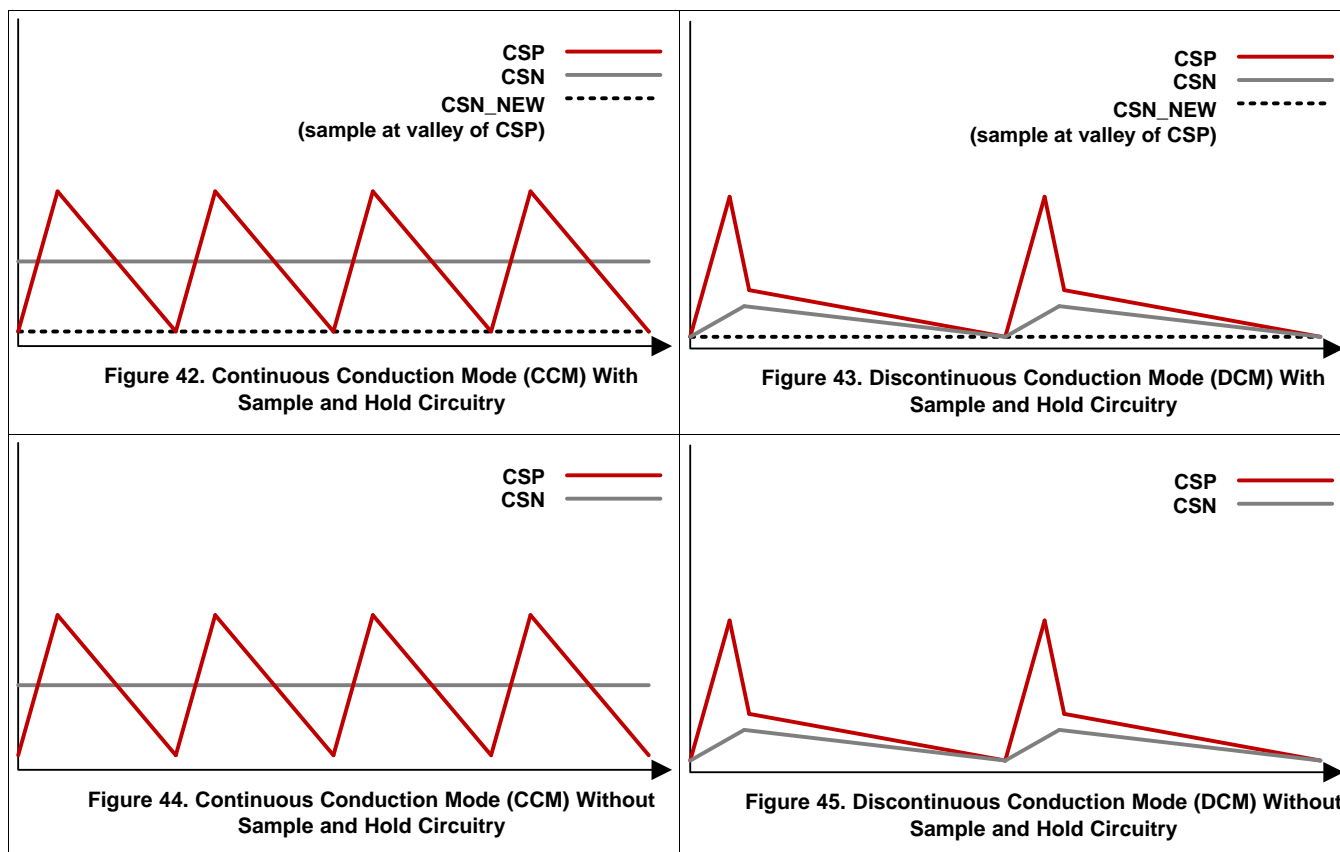 CSP
CSN
CSN_NEW
(sample at valley of CSP)
Figure 42. Continuous Conduction Mode (CCM) With
Sample and Hold Circuitry
CSP
CSN
CSN_NEW
(sample at valley of CSP)
Figure 43. Discontinuous Conduction Mode (DCM) With
Sample and Hold Circuitry
CSP
CSN
Figure 44. Continuous Conduction Mode (CCM) Without
Sample and Hold Circuitry
CSP
CSN
Figure 45. Discontinuous Conduction Mode (DCM) Without
Sample and Hold Circuitry